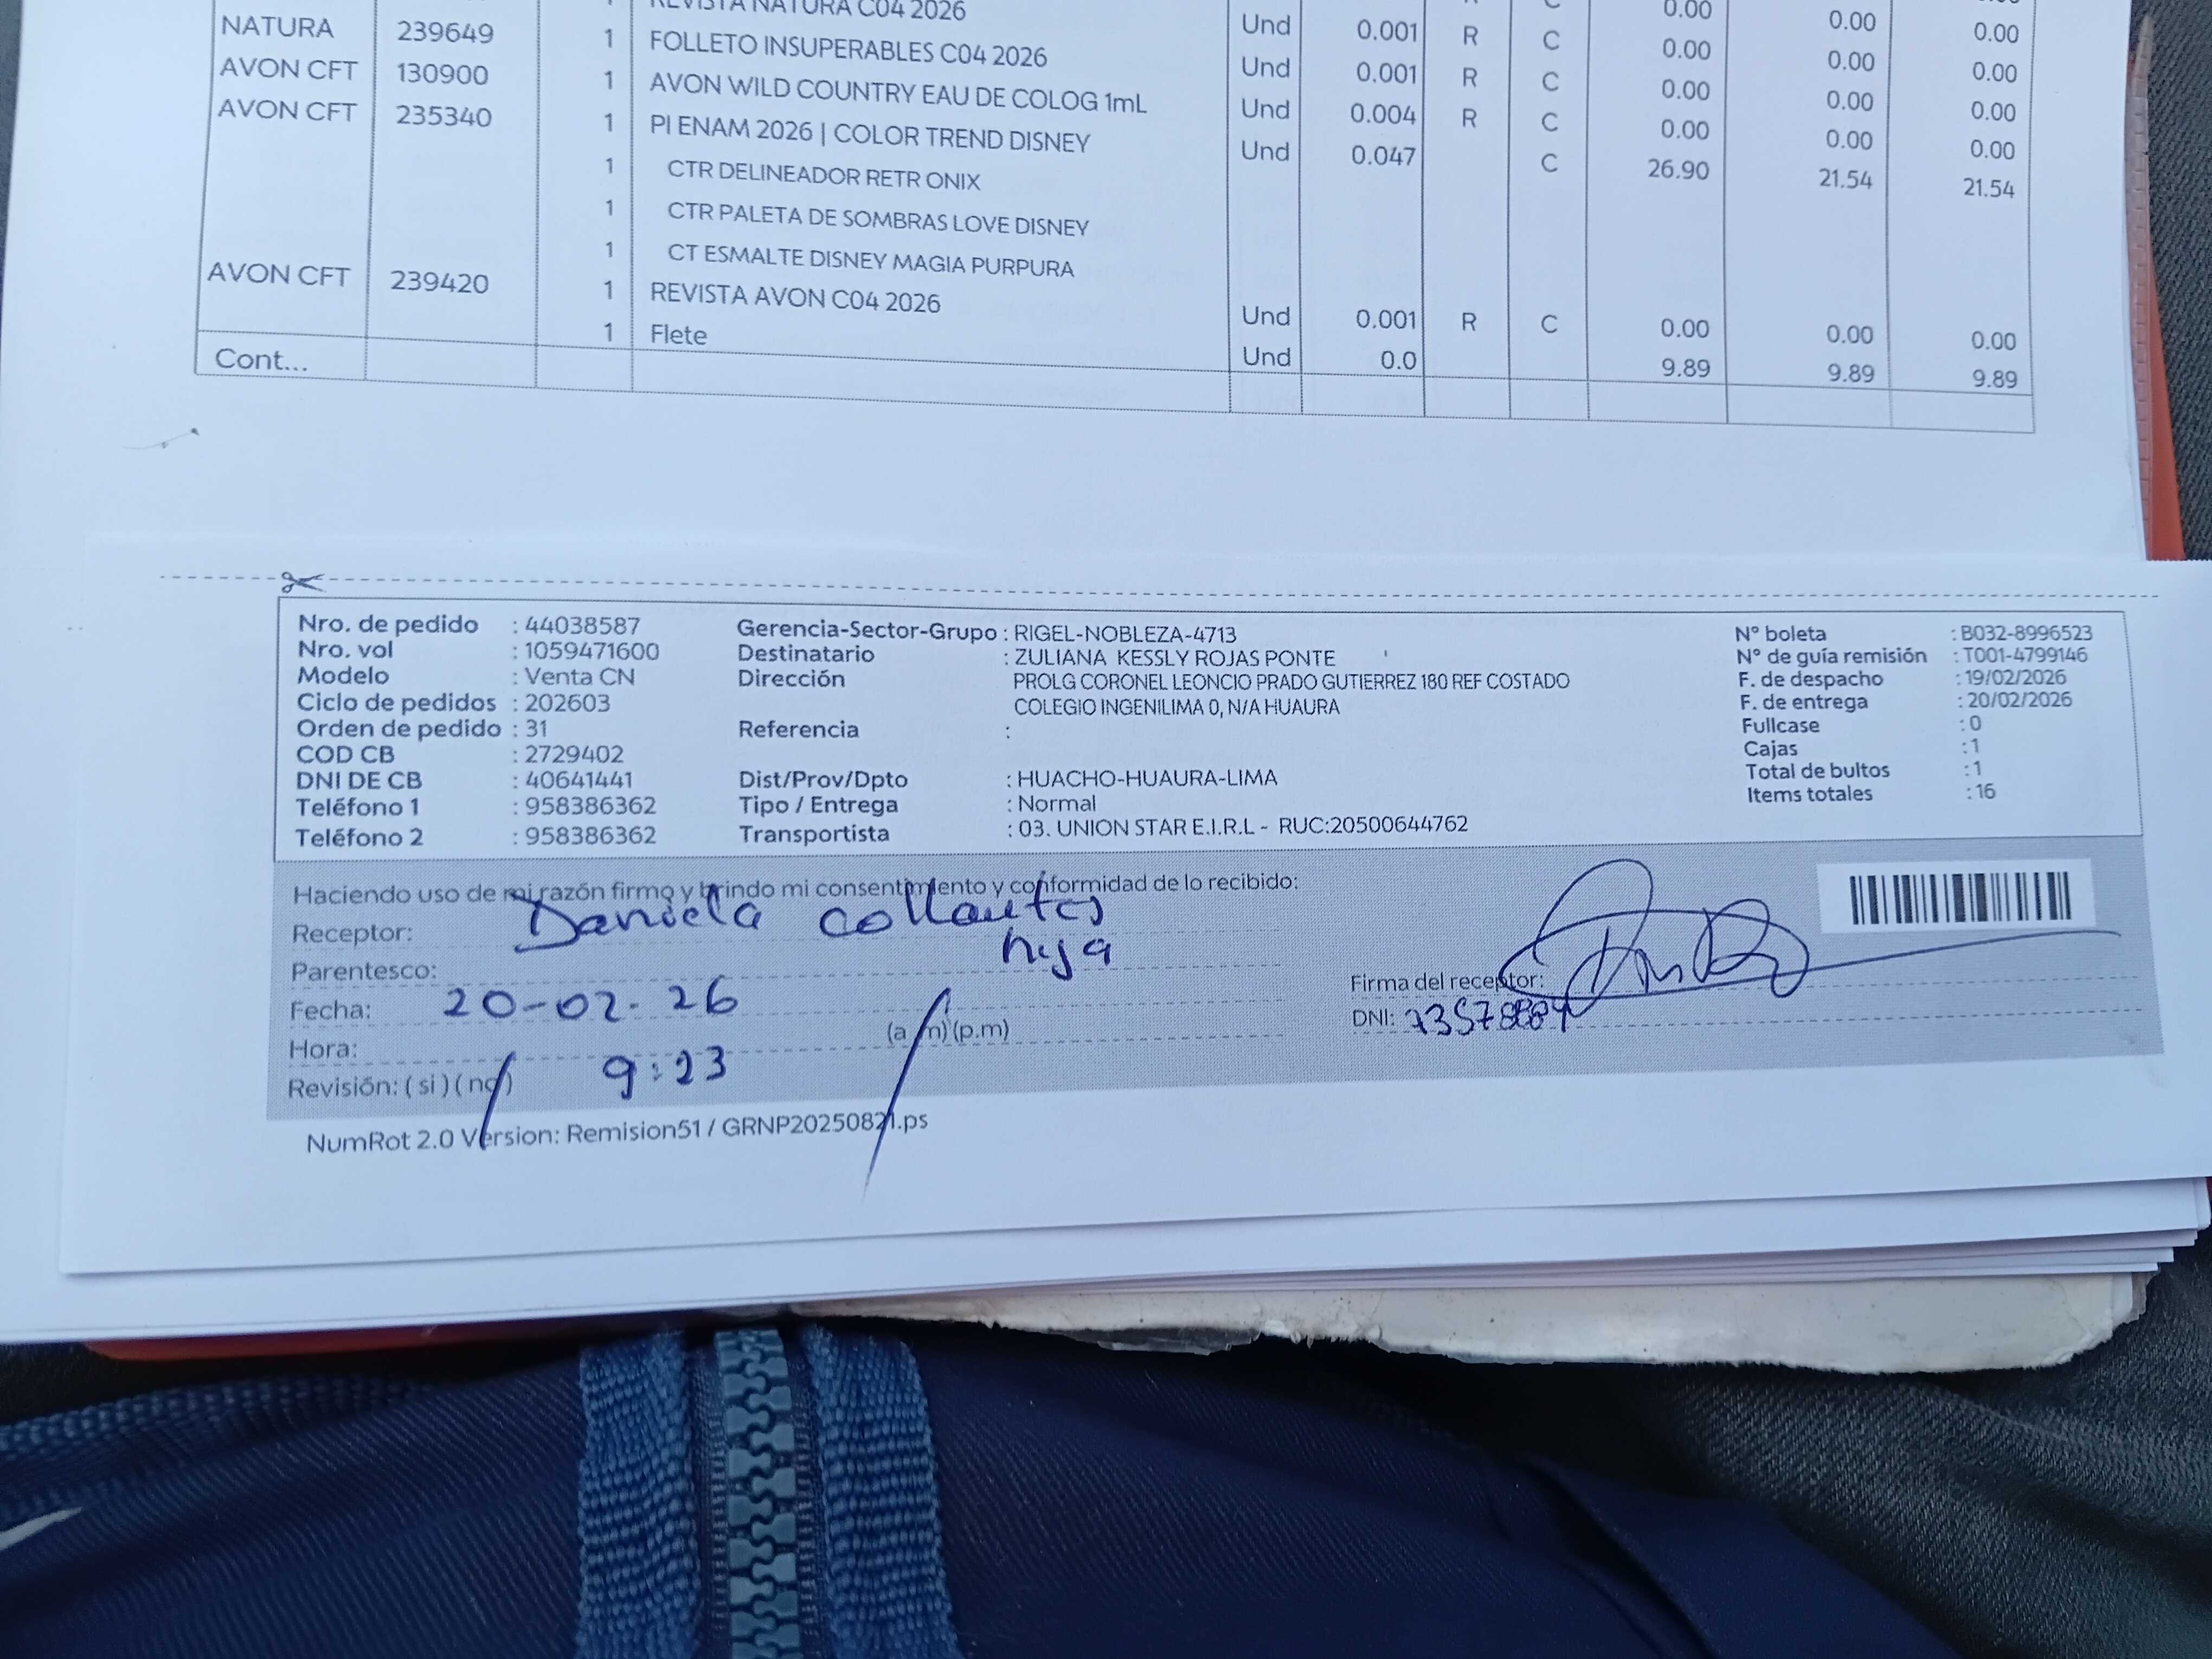 REVISTA NATURA C04 2026 0.00 0.00 0.00
NATURA 239649 1 FOLLETO INSUPERABLES C04 2026 Und 0.001 R C 0.00 0.00 0.00
AVON CFT 130900 1 AVON WILD COUNTRY EAU DE COLOG 1mL Und 0.001 R C 0.00 0.00 0.00
AVON CFT 235340 1 PI ENAM 2026 | COLOR TREND DISNEY Und 0.004 R C 0.00 0.00 0.00
1 CTR DELINEADOR RETR ONIX Und 0.047 C 26.90 21.54 21.54
1 CTR PALETA DE SOMBRAS LOVE DISNEY
1 CT ESMALTE DISNEY MAGIA PURPURA
AVON CFT 239420 1 REVISTA AVON C04 2026 Und 0.001 R C 0.00 0.00 0.00
1 Flete Und 0.0 9.89 9.89 9.89
Cont...
Nro. de pedido : 44038587 Gerencia-Sector-Grupo : RIGEL-NOBLEZA-4713 N° boleta : B032-8996523
Nro. vol : 1059471600 Destinatario : ZULIANA KESSLY ROJAS PONTE N° de guía remisión : T001-4799146
Modelo : Venta CN Dirección PROLG CORONEL LEONCIO PRADO GUTIERREZ 180 REF COSTADO F. de despacho : 19/02/2026
Ciclo de pedidos : 202603 COLEGIO INGENILIMA 0, N/A HUAURA F. de entrega : 20/02/2026
Orden de pedido : 31 Referencia : Fullcase : 0
COD CB : 2729402 Cajas : 1
DNI DE CB : 40641441 Dist/Prov/Dpto : HUACHO-HUAURA-LIMA Total de bultos : 1
Teléfono 1 : 958386362 Tipo / Entrega : Normal Items totales : 16
Teléfono 2 : 958386362 Transportista : 03. UNION STAR E.I.R.L - RUC:20500644762
Haciendo uso de mi razón firmo y brindo mi consentimiento y conformidad de lo recibido:
Receptor: Daniela Collantes
Parentesco: hija
Fecha: 20-02-26 Firma del receptor:
Hora: 9:23 (a.m) (p.m) DNI:
Revisión: (si) (no)
NumRot 2.0 Version: Remision51 / GRNP20250821.ps